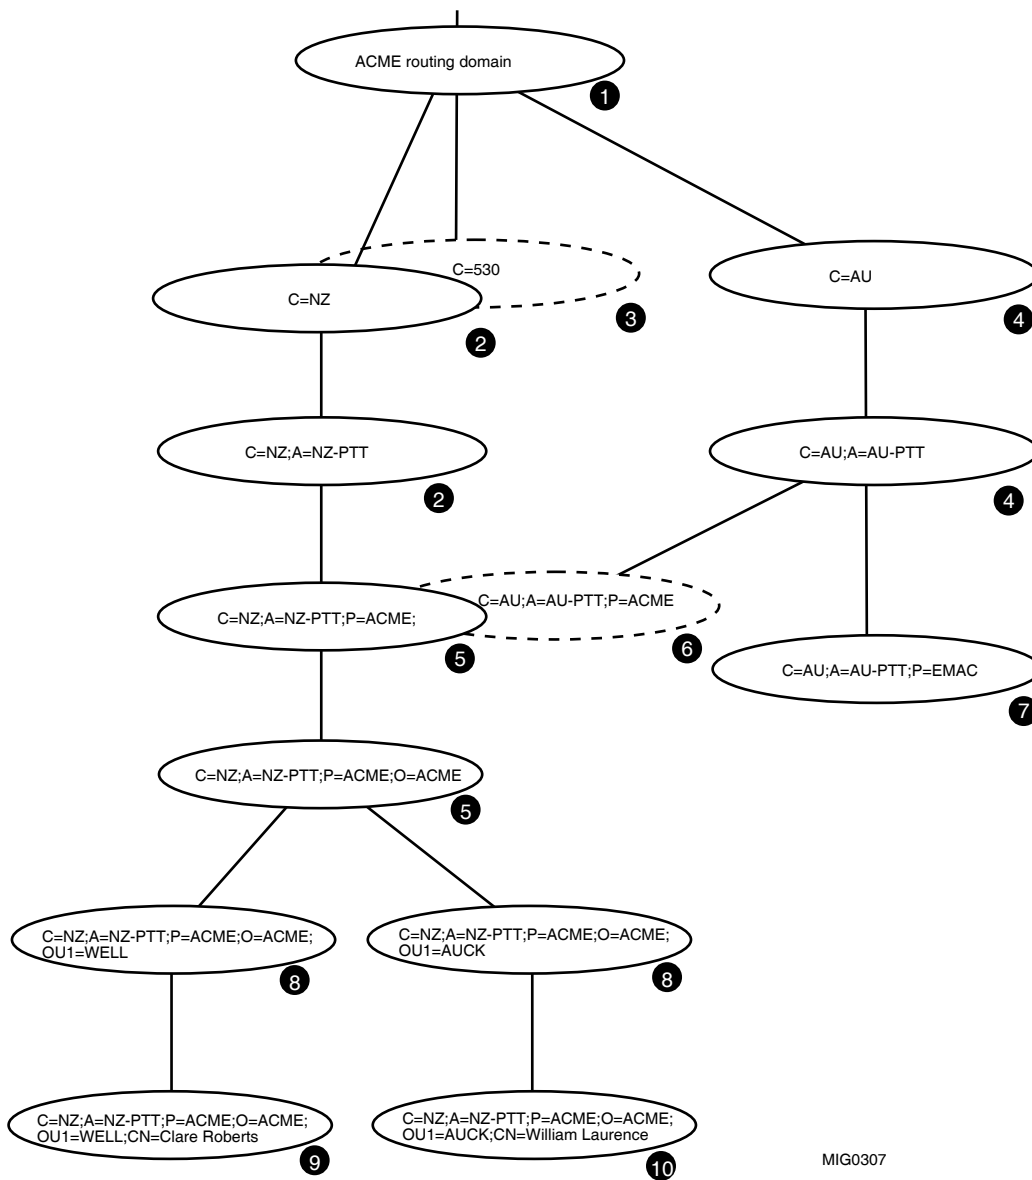 ACME routing domain
1
C=530
3
C=NZ
2
C=AU
4
C=NZ;A=NZ-PTT
2
C=AU;A=AU-PTT
4
C=NZ;A=NZ-PTT;P=ACME;
5
C=AU;A=AU-PTT;P=ACME
6
C=AU;A=AU-PTT;P=EMAC
7
C=NZ;A=NZ-PTT;P=ACME;O=ACME
5
C=NZ;A=NZ-PTT;P=ACME;O=ACME;
OU1=WELL
8
C=NZ;A=NZ-PTT;P=ACME;O=ACME;
OU1=AUCK
8
C=NZ;A=NZ-PTT;P=ACME;O=ACME;
OU1=WELL;CN=Clare Roberts
9
C=NZ;A=NZ-PTT;P=ACME;O=ACME;
OU1=AUCK;CN=William Laurence
10
MIG0307